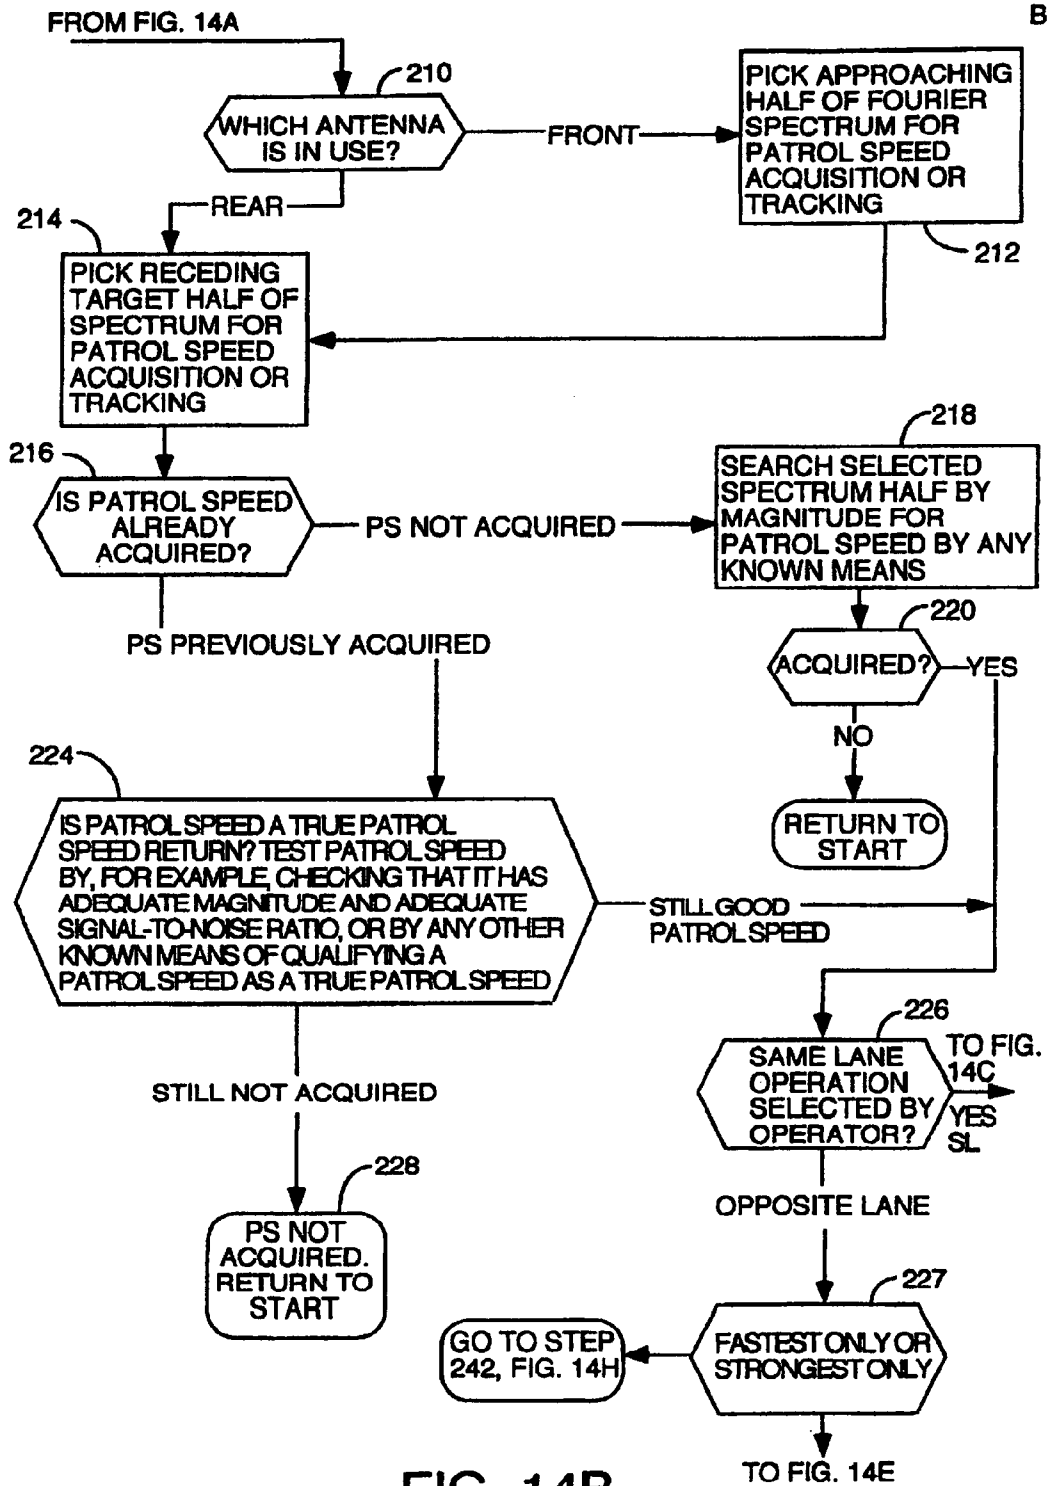 FROM FIG. 14A
B
210
WHICH ANTENNA
IS IN USE?
FRONT
PICK APPROACHING
HALF OF FOURIER
SPECTRUM FOR
PATROL SPEED
ACQUISITION OR
TRACKING
212
REAR
214
PICK RECEDING
TARGET HALF OF
SPECTRUM FOR
PATROL SPEED
ACQUISITION OR
TRACKING
216
IS PATROL SPEED
ALREADY
ACQUIRED?
PS NOT ACQUIRED
218
SEARCH SELECTED
SPECTRUM HALF BY
MAGNITUDE FOR
PATROL SPEED BY ANY
KNOWN MEANS
220
ACQUIRED?
YES
NO
RETURN TO
START
PS PREVIOUSLY ACQUIRED
224
IS PATROL SPEED A TRUE PATROL
SPEED RETURN? TEST PATROL SPEED
BY, FOR EXAMPLE, CHECKING THAT IT HAS
ADEQUATE MAGNITUDE AND ADEQUATE
SIGNAL-TO-NOISE RATIO, OR BY ANY OTHER
KNOWN MEANS OF QUALIFYING A
PATROL SPEED AS A TRUE PATROL SPEED
STILL GOOD
PATROL SPEED
STILL NOT ACQUIRED
228
PS NOT
ACQUIRED.
RETURN TO
START
226
SAME LANE
OPERATION
SELECTED BY
OPERATOR?
TO FIG.
14C
YES
SL
OPPOSITE LANE
227
FASTEST ONLY OR
STRONGEST ONLY
GO TO STEP
242, FIG. 14H
TO FIG. 14E
FIG. 14B